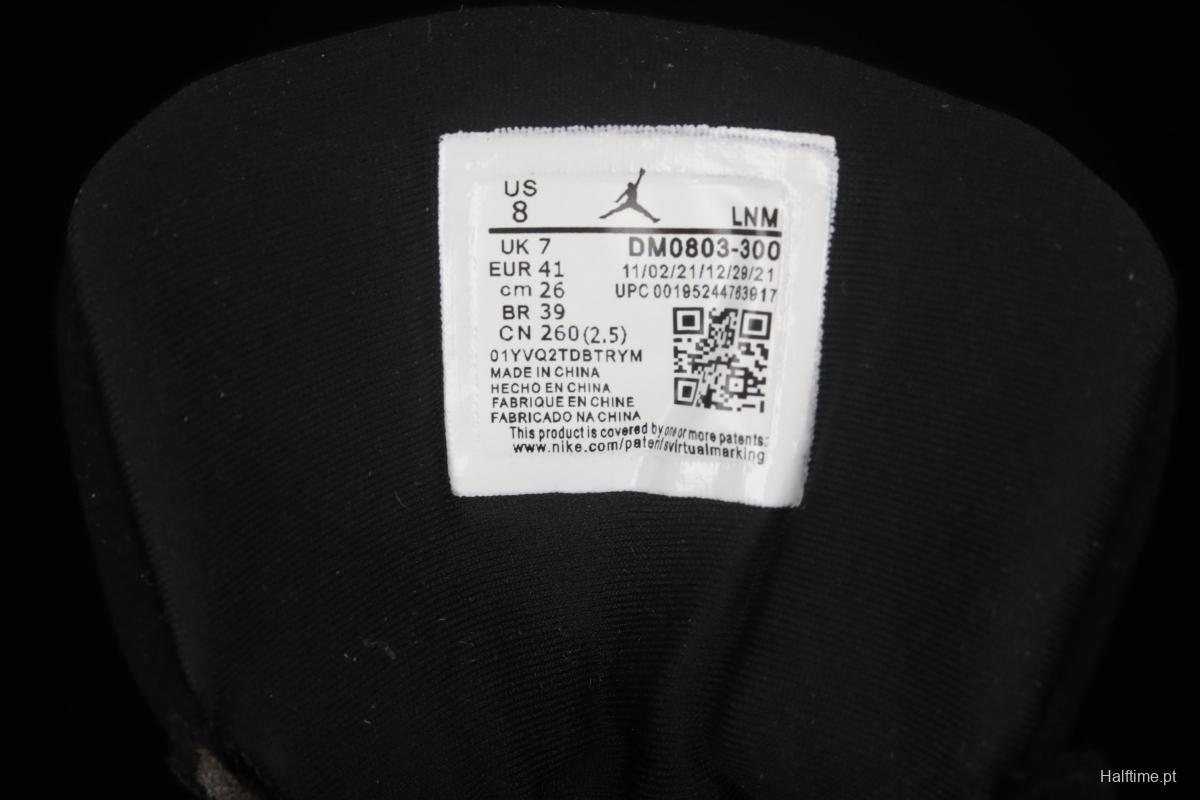 US
8
LNM
UK 7
DM0803-300
EUR 41
11/02/21/12/29/21
cm 26
UPC 00195244763917
BR 39
CN 260(2.5)
01YVQ2TDBTRYM
MADE IN CHINA
HECHO EN CHINA
FABRIQUE EN CHINE
FABRICADO NA CHINA
This product is covered by one or more patents:
www.nike.com/patentsvirtualmarking
Halftime.pt